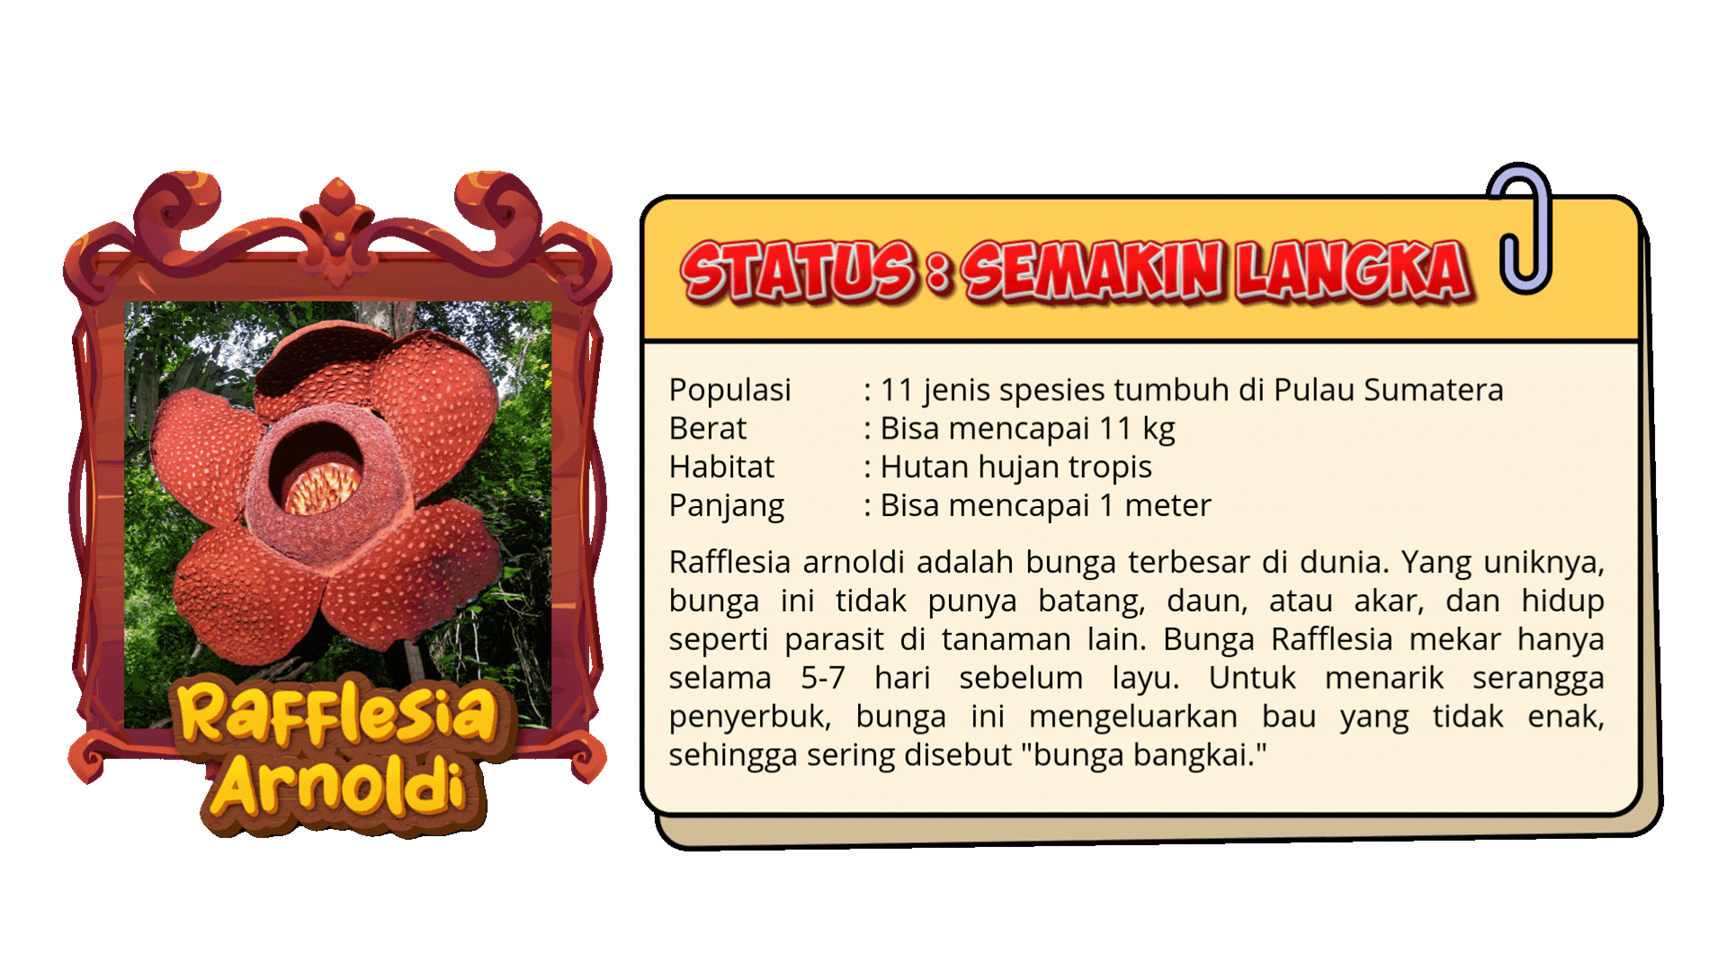 Rafflesia
Arnoldi
STATUS : SEMAKIN LANGKA
Populasi : 11 jenis spesies tumbuh di Pulau Sumatera
Berat : Bisa mencapai 11 kg
Habitat : Hutan hujan tropis
Panjang : Bisa mencapai 1 meter
Rafflesia arnoldi adalah bunga terbesar di dunia. Yang uniknya,
bunga ini tidak punya batang, daun, atau akar, dan hidup
seperti parasit di tanaman lain. Bunga Rafflesia mekar hanya
selama 5-7 hari sebelum layu. Untuk menarik serangga
penyerbuk, bunga ini mengeluarkan bau yang tidak enak,
sehingga sering disebut "bunga bangkai."